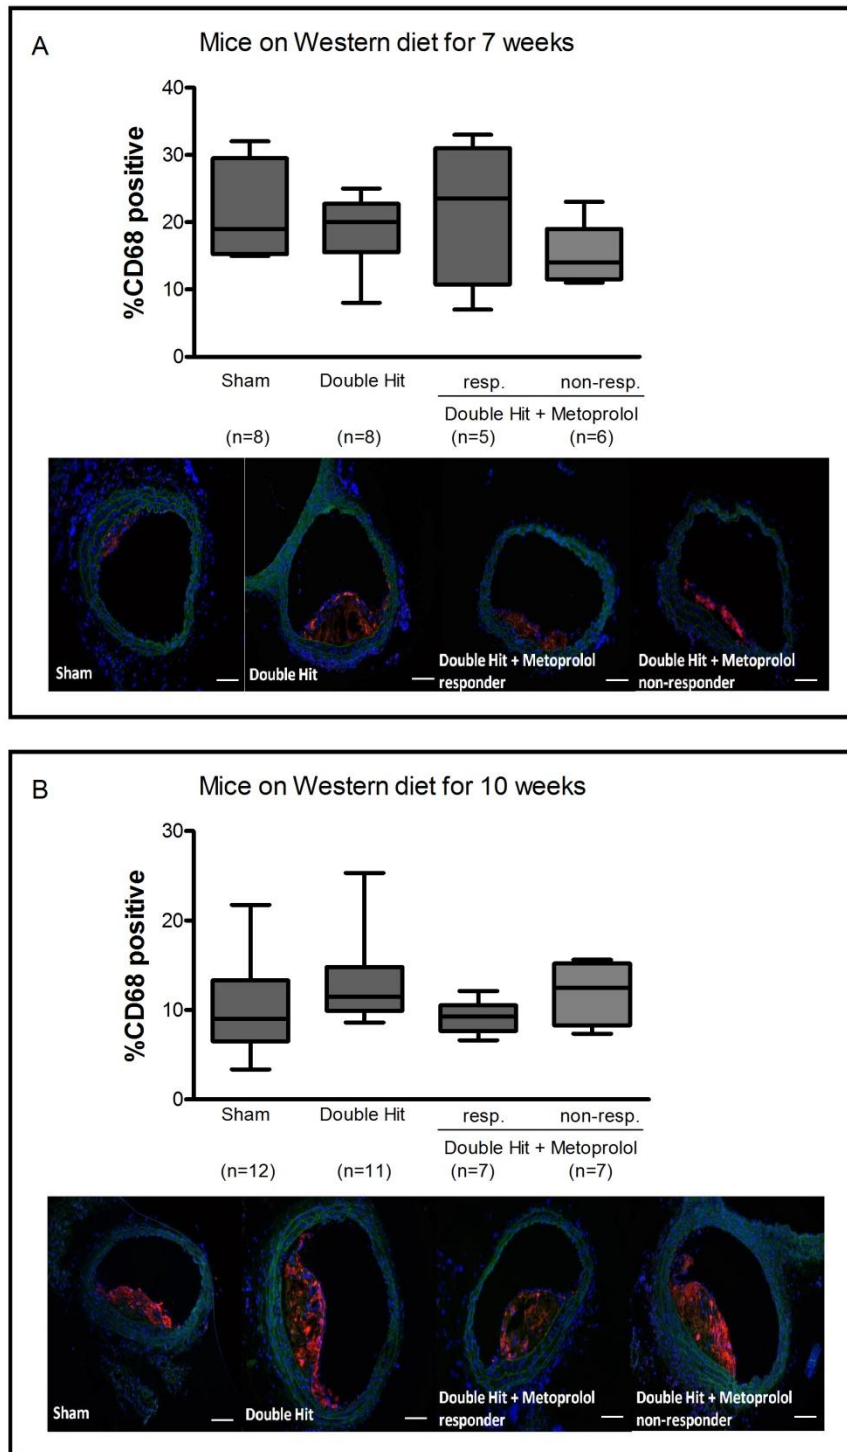 A
Mice on Western diet for 7 weeks
%CD68 positive
40
30
20
10
0
Sham
Double Hit
resp.
non-resp.
Double Hit + Metoprolol
(n=8)
(n=8)
(n=5)
(n=6)
Sham
Double Hit
Double Hit + Metoprolol
responder
Double Hit + Metoprolol
non-responder
B
Mice on Western diet for 10 weeks
%CD68 positive
30
20
10
0
Sham
Double Hit
resp.
non-resp.
Double Hit + Metoprolol
(n=12)
(n=11)
(n=7)
(n=7)
Sham
Double Hit
Double Hit + Metoprolol
responder
Double Hit + Metoprolol
non-responder